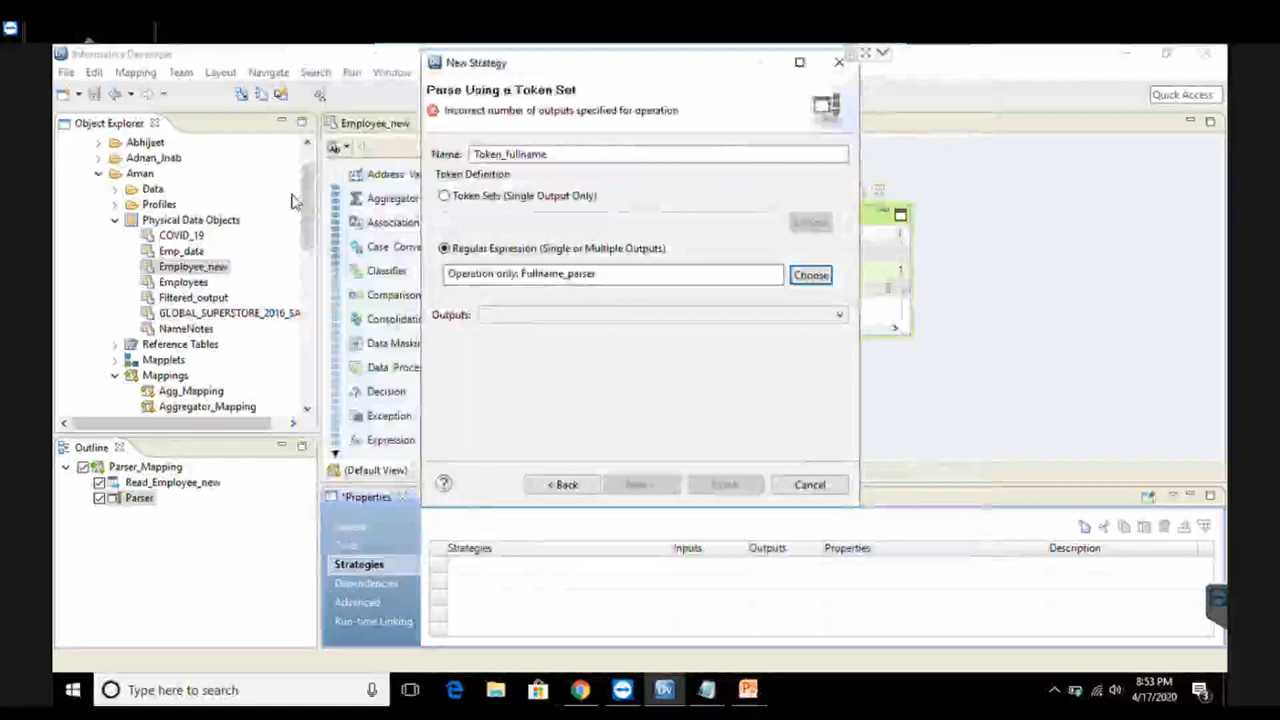 Informatica Developer
File Edit Mapping Team Layout Navigate Search Run Window
Quick Access
Object Explorer
Abhijeet
Adnan_Jnab
Aman
Data
Profiles
Physical Data Objects
COVID_19
Emp_data
Employee_new
Employees
Filtered_output
GLOBAL_SUPERSTORE_2016_SA
NameNotes
Reference Tables
Mapplets
Mappings
Agg_Mapping
Aggregator_Mapping
Outline
Parser_Mapping
Read_Employee_new
Parser
Employee_new
Address Va
Aggregator
Association
Case Conve
Classifier
Comparison
Consolidatio
Data Maskin
Data Proces
Decision
Exception
Expression
(Default View)
New Strategy
Parse Using a Token Set
Incorrect number of outputs specified for operation
Name: Token_fullname
Token Definition
Token Sets (Single Output Only)
Regular Expression (Single or Multiple Outputs)
Operation only: Fullname_parser Choose
Outputs:
< Back Cancel
*Properties
Strategies
Dependencies
Advanced
Run-time Linking
Strategies Inputs Outputs Properties Description
Type here to search
8:53 PM
4/17/2020